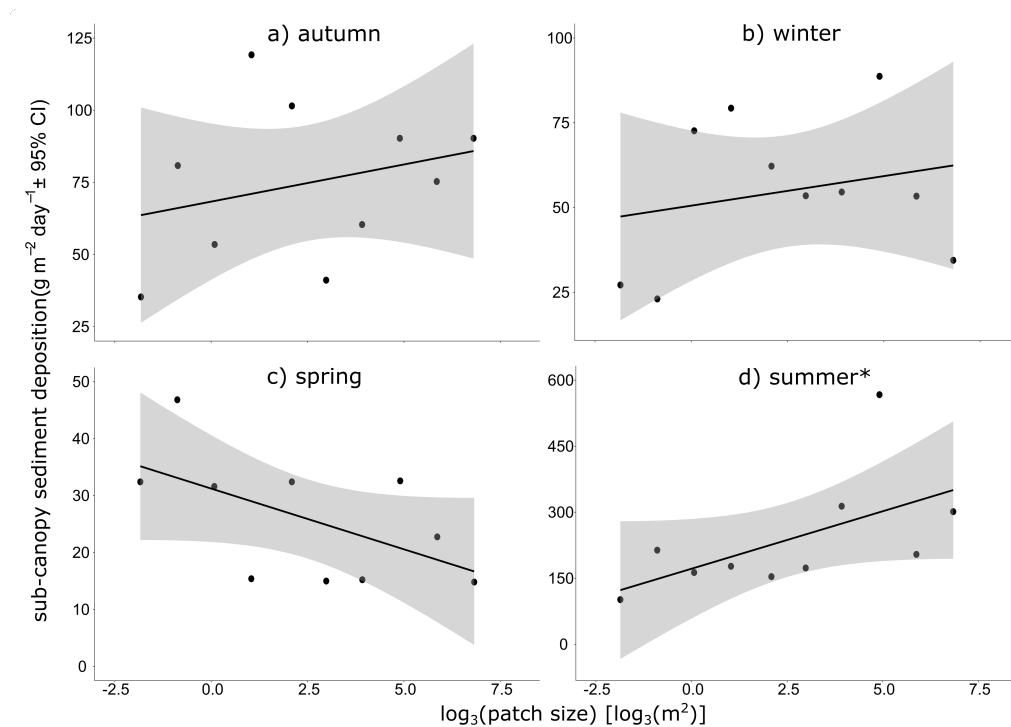 a) autumn
125
100
75
50
25
b) winter
100
75
50
25
c) spring
50
40
30
20
10
0
-2.5 0.0 2.5 5.0 7.5
d) summer*
600
450
300
150
0
-2.5 0.0 2.5 5.0 7.5
sub-canopy sediment deposition(g m⁻² day⁻¹± 95% CI)
log₃(patch size) [log₃(m²)]